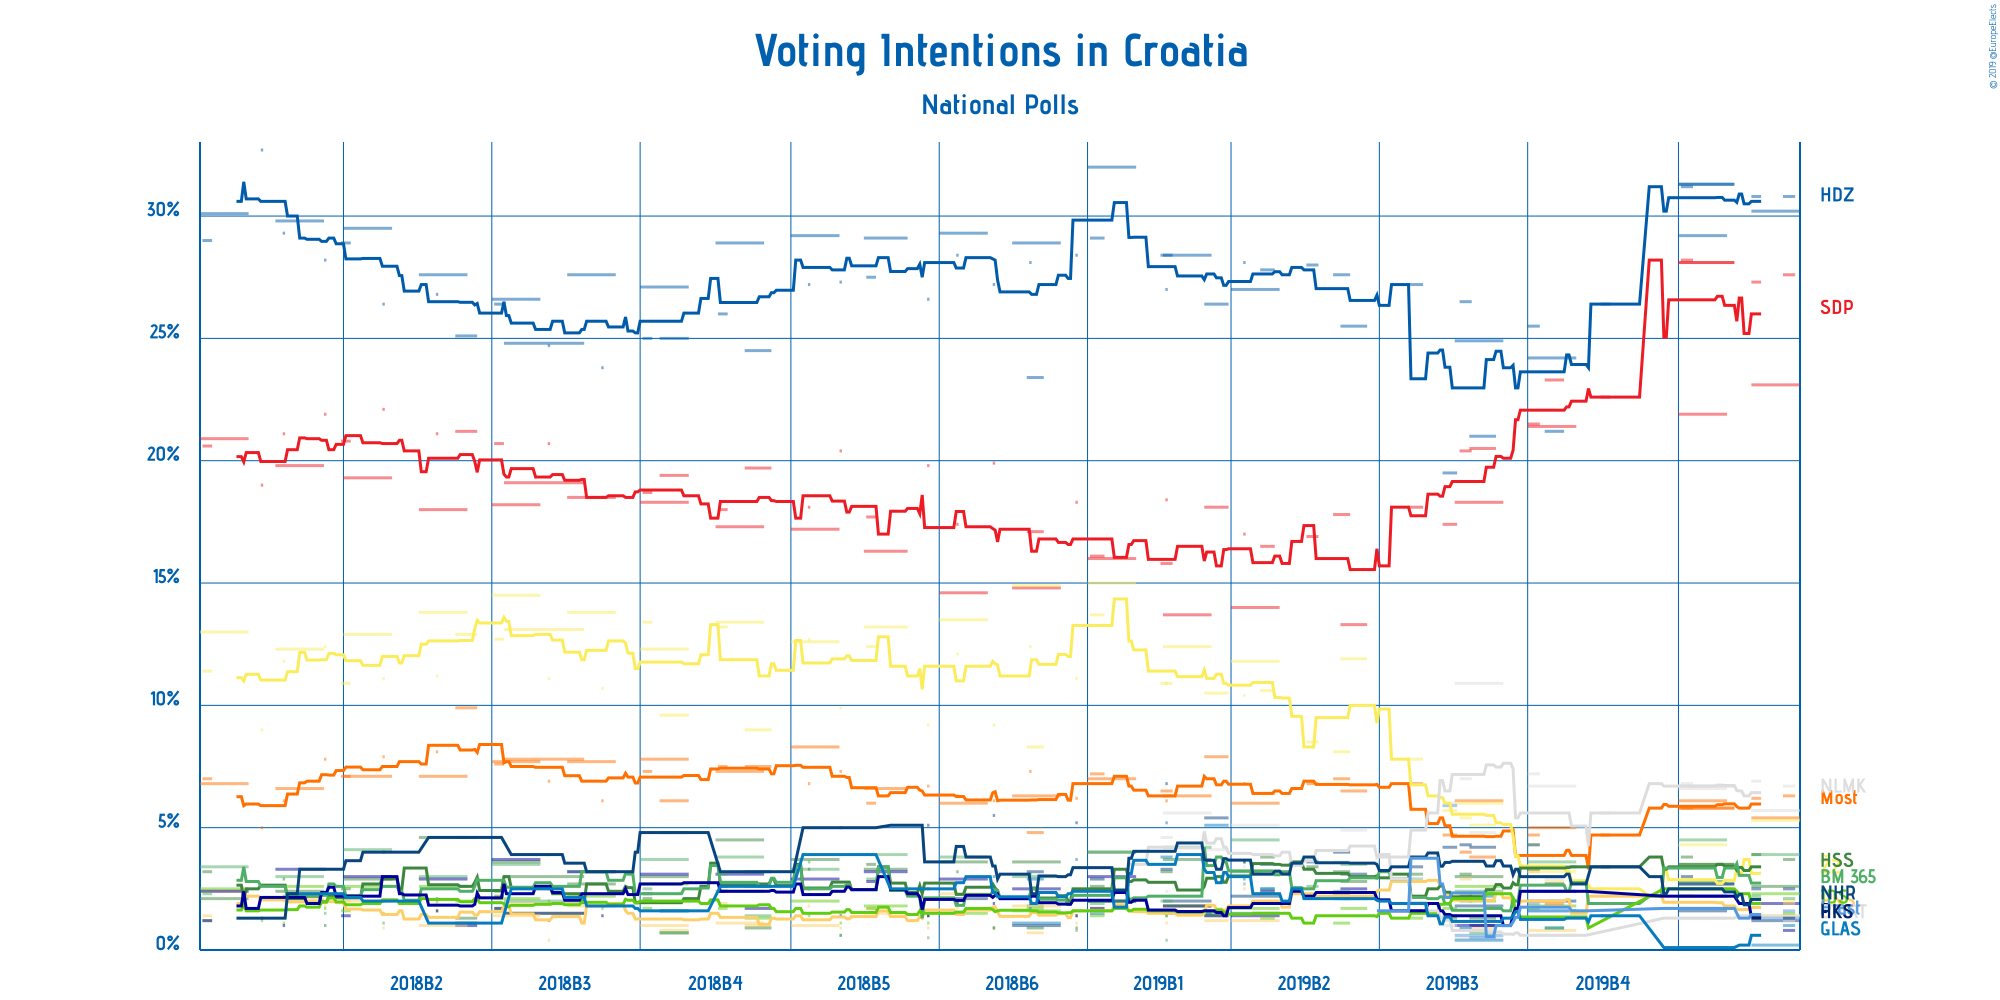 © 2019 @EuropeElects
Voting Intentions in Croatia
National Polls
30%
25%
20%
15%
10%
5%
0%
HDZ
SDP
NLMK
Most
HSS
BM 365
NHR
HKS
GLAS
2018B2
2018B3
2018B4
2018B5
2018B6
2019B1
2019B2
2019B3
2019B4